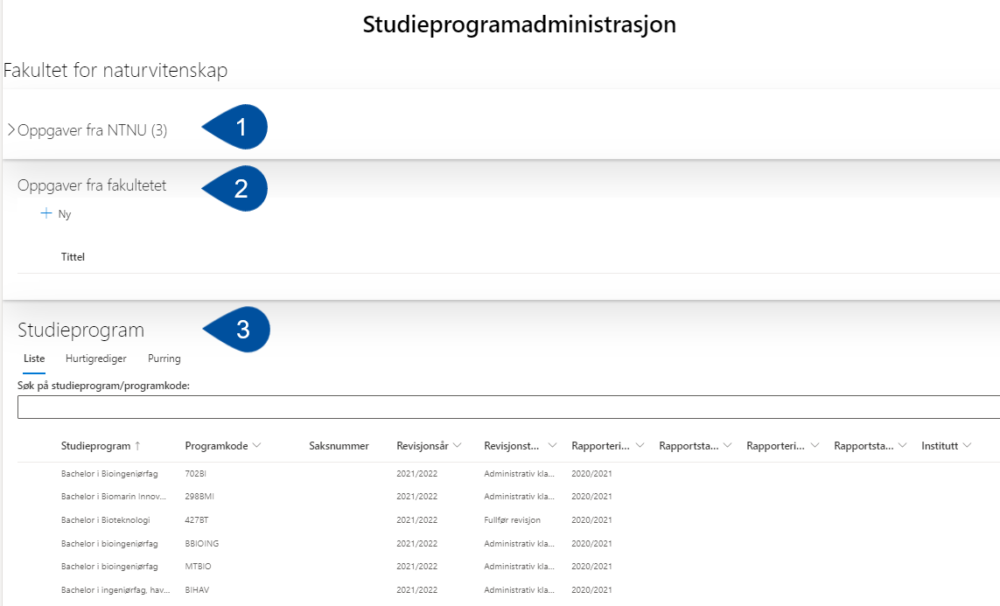 Studieprogramadministrasjon
Fakultet for naturvitenskap
Oppgaver fra NTNU (3) 1
Oppgaver fra fakultetet 2
+ Ny
Tittel
Studieprogram 3
Liste Hurtigrediger Purring
Søk på studieprogram/programkode:
Studieprogram ↑ Programkode Saksnummer Revisjonsår Revisjonst... Rapporteri... Rapportsta... Rapporteri... Rapportsta... Institutt
Bachelor i Bioingeniørfag 702BI 2021/2022 Administrativ kla... 2020/2021
Bachelor i Biomarin Innov... 298BMI 2021/2022 Administrativ kla... 2020/2021
Bachelor i Bioteknologi 427BT 2021/2022 Fullfør revisjon 2020/2021
Bachelor i bioingeniørfag BBIOING 2021/2022 Administrativ kla... 2020/2021
Bachelor i bioingeniørfag MTBIO 2021/2022 Administrativ kla... 2020/2021
Bachelor i ingeniørfag, hav... BIHAV 2021/2022 Administrativ kla... 2020/2021